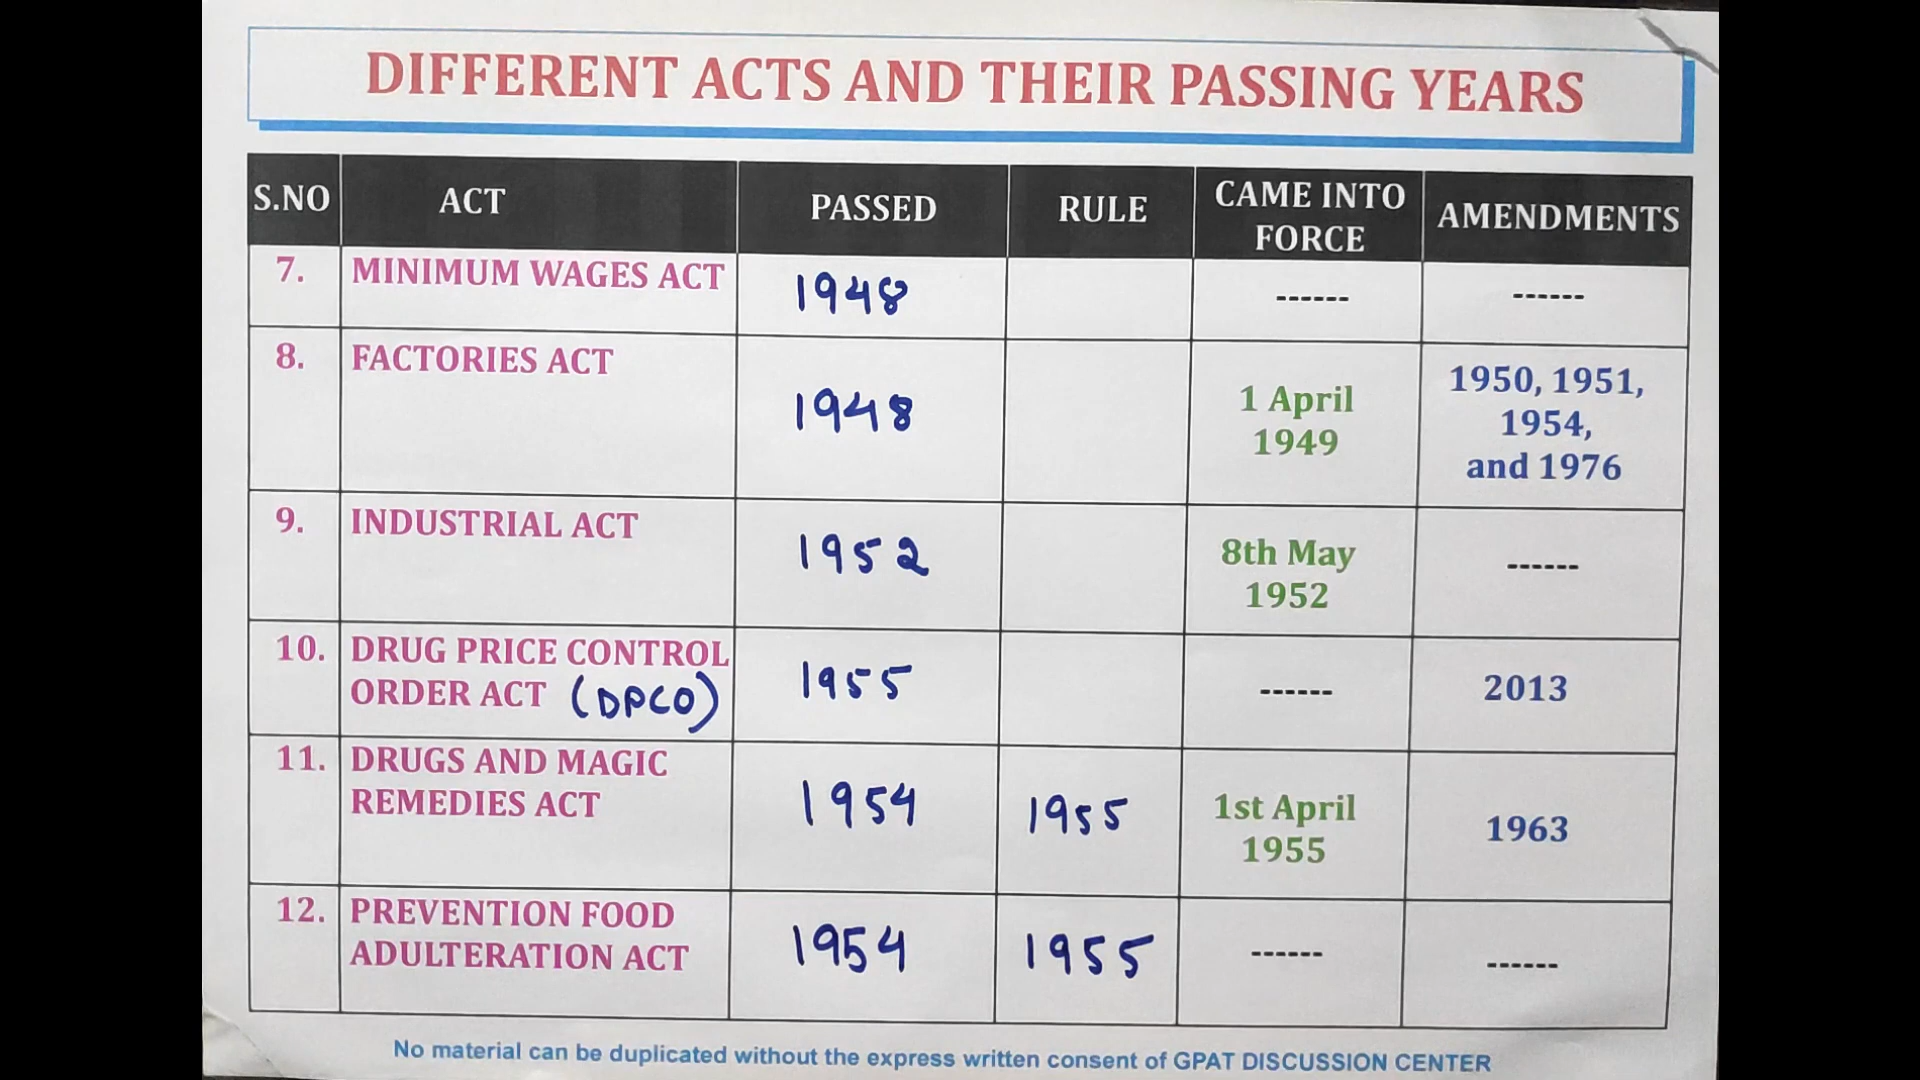 DIFFERENT ACTS AND THEIR PASSING YEARS
S.NO ACT PASSED RULE CAME INTO FORCE AMENDMENTS
7. MINIMUM WAGES ACT 1948 ------ ------
8. FACTORIES ACT 1948 1 April 1949 1950, 1951, 1954, and 1976
9. INDUSTRIAL ACT 1952 8th May 1952 ------
10. DRUG PRICE CONTROL ORDER ACT (DPCO) 1955 ------ 2013
11. DRUGS AND MAGIC REMEDIES ACT 1954 1955 1st April 1955 1963
12. PREVENTION FOOD ADULTERATION ACT 1954 1955 ------ ------
No material can be duplicated without the express written consent of GPAT DISCUSSION CENTER